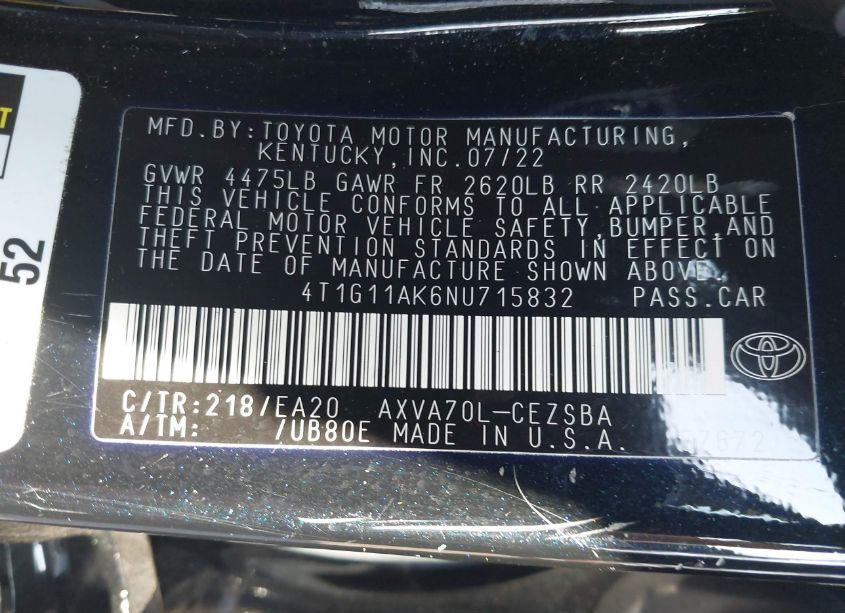 MFD.BY:TOYOTA MOTOR MANUFACTURING,
KENTUCKY,INC.07/22
GVWR 4475LB GAWR FR 2620LB RR 2420LB
THIS VEHICLE CONFORMS TO ALL APPLICABLE
FEDERAL MOTOR VEHICLE SAFETY,BUMPER,AND
THEFT PREVENTION STANDARDS IN EFFECT ON
THE DATE OF MANUFACTURE SHOWN ABOVE.
4T1G11AK6NU715832 PASS.CAR
C/TR:218/EA20 AXVA70L-CEZSBA
A/TM: /UB80E MADE IN U.S.A.
52